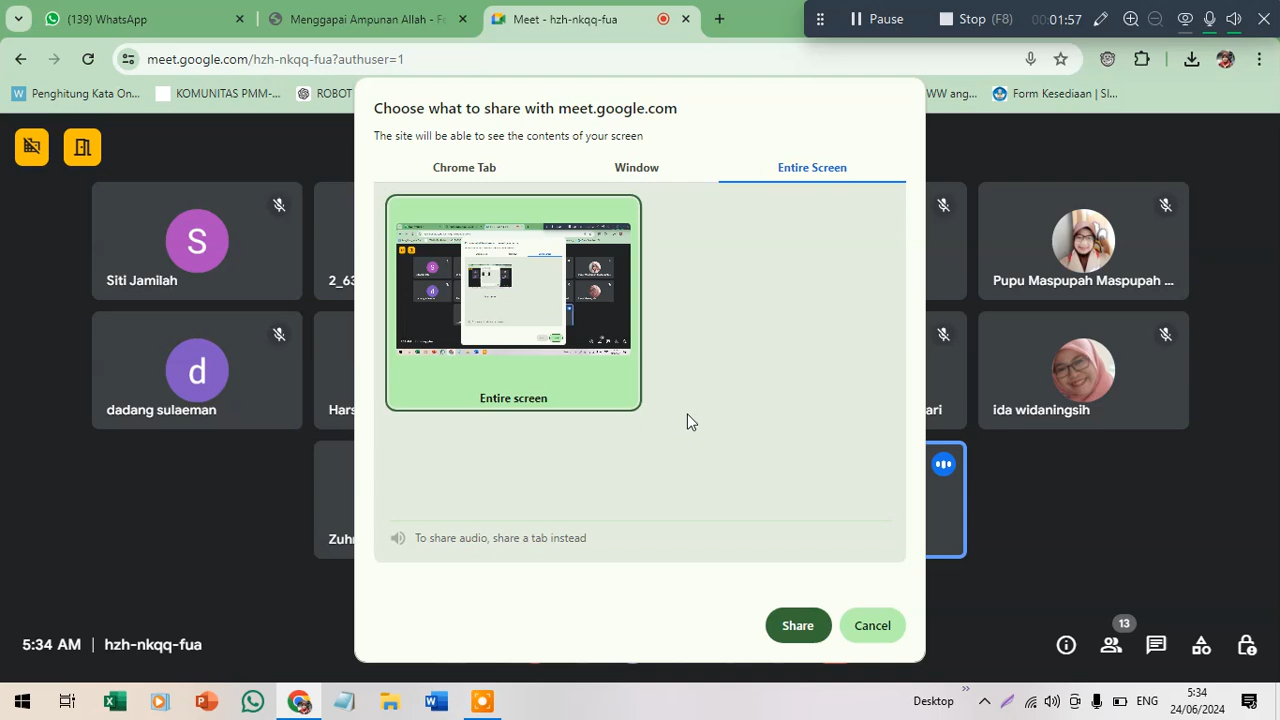 (139) WhatsApp
Menggapai Ampunan Allah - F
Meet - hzh-nkqq-fua
Pause
Stop (F8)
00:01:57
meet.google.com/hzh-nkqq-fua?authuser=1
Penghitung Kata On...
KOMUNITAS PMM-...
ROBOT
WW ang...
Form Kesediaan | Sl...
Choose what to share with meet.google.com
The site will be able to see the contents of your screen
Chrome Tab
Window
Entire Screen
Entire screen
To share audio, share a tab instead
Share
Cancel
S
Siti Jamilah
2_63
Pupu Maspupah Maspupah ...
d
dadang sulaeman
Hars
ari
ida widaningsih
Zuhr
5:34 AM
hzh-nkqq-fua
13
Desktop
ENG
5:34
24/06/2024